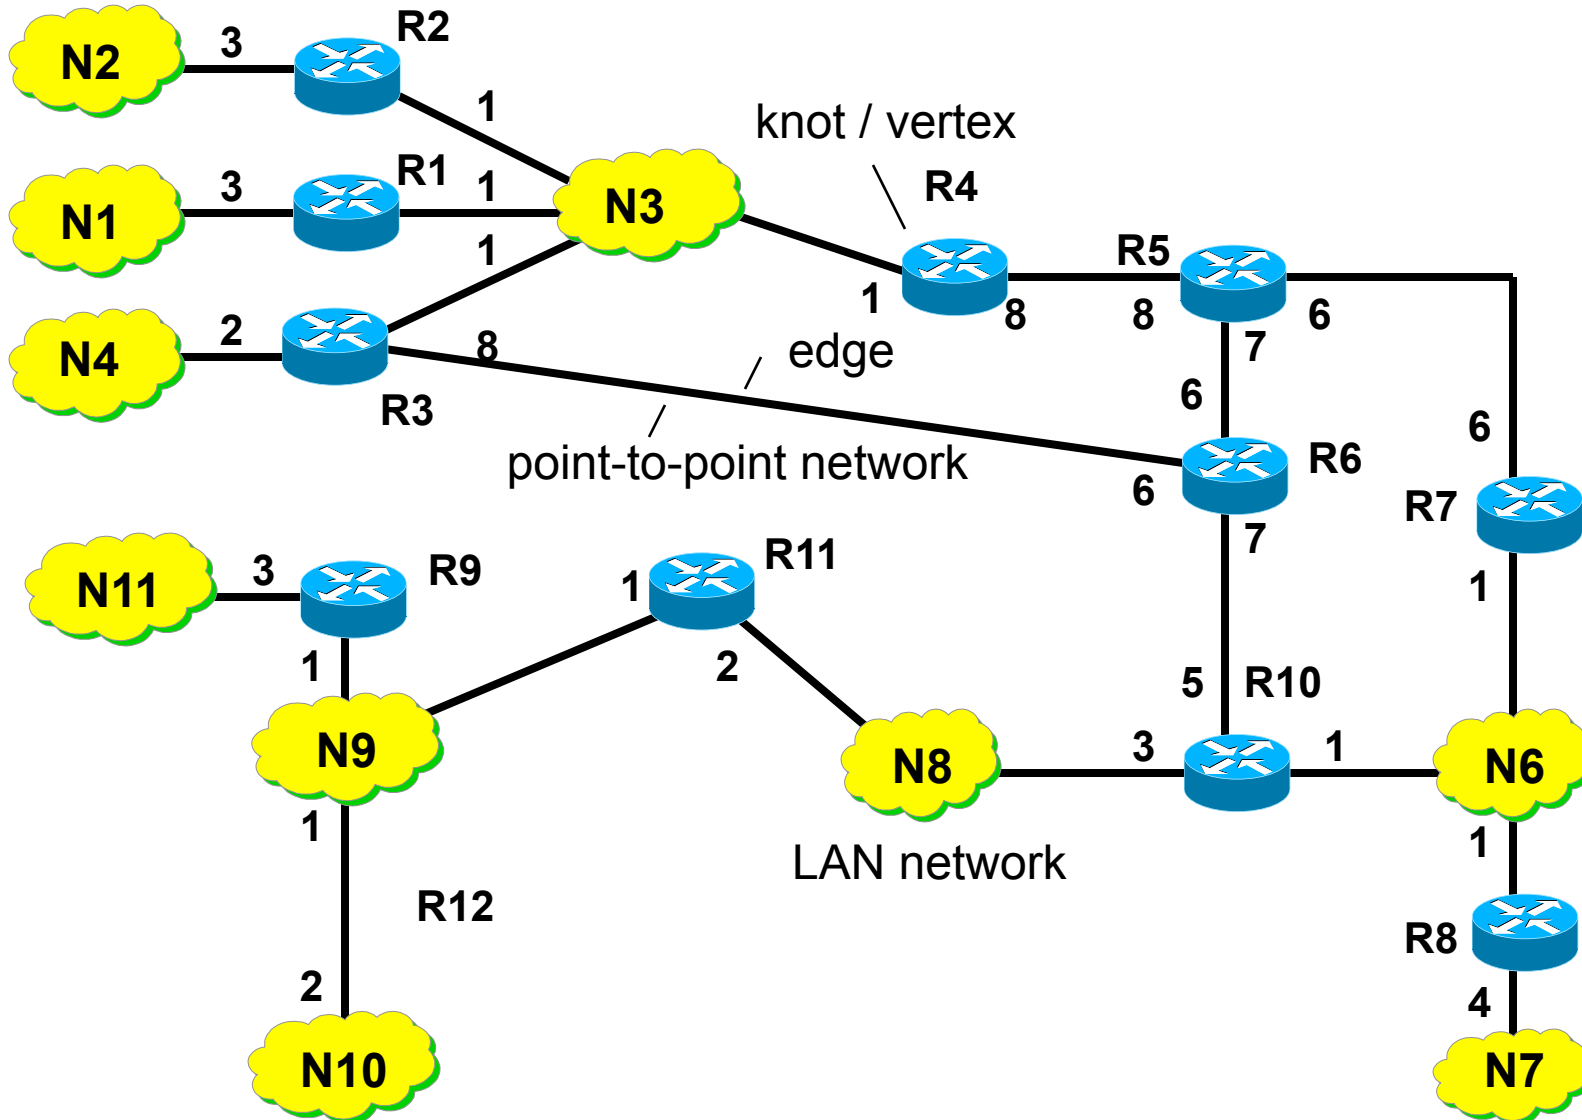 R2
3
N2
1
knot / vertex
R1
R4
3
1
N1
N3
1
R5
1
8
8
6
2
8
edge
7
N4
R3
6
6
point-to-point network
R6
6
R7
7
R11
3
R9
1
N11
1
1
2
5
R10
N9
N8
3
1
N6
1
1
LAN network
R12
R8
2
4
N10
N7